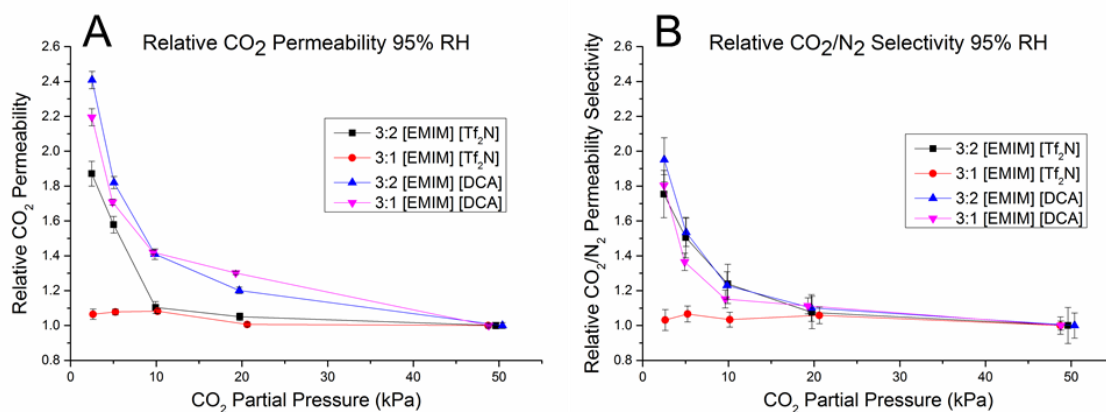 A
Relative CO₂ Permeability 95% RH
Relative CO₂ Permeability
2.6
2.4
2.2
2.0
1.8
1.6
1.4
1.2
1.0
0.8
3:2 [EMIM] [Tf₂N]
3:1 [EMIM] [Tf₂N]
3:2 [EMIM] [DCA]
3:1 [EMIM] [DCA]
0 10 20 30 40 50
CO₂ Partial Pressure (kPa)
B
Relative CO₂/N₂ Selectivity 95% RH
Relative CO₂/N₂ Permeability Selectivity
2.6
2.4
2.2
2.0
1.8
1.6
1.4
1.2
1.0
0.8
3:2 [EMIM] [Tf₂N]
3:1 [EMIM] [Tf₂N]
3:2 [EMIM] [DCA]
3:1 [EMIM] [DCA]
0 10 20 30 40 50
CO₂ Partial Pressure (kPa)